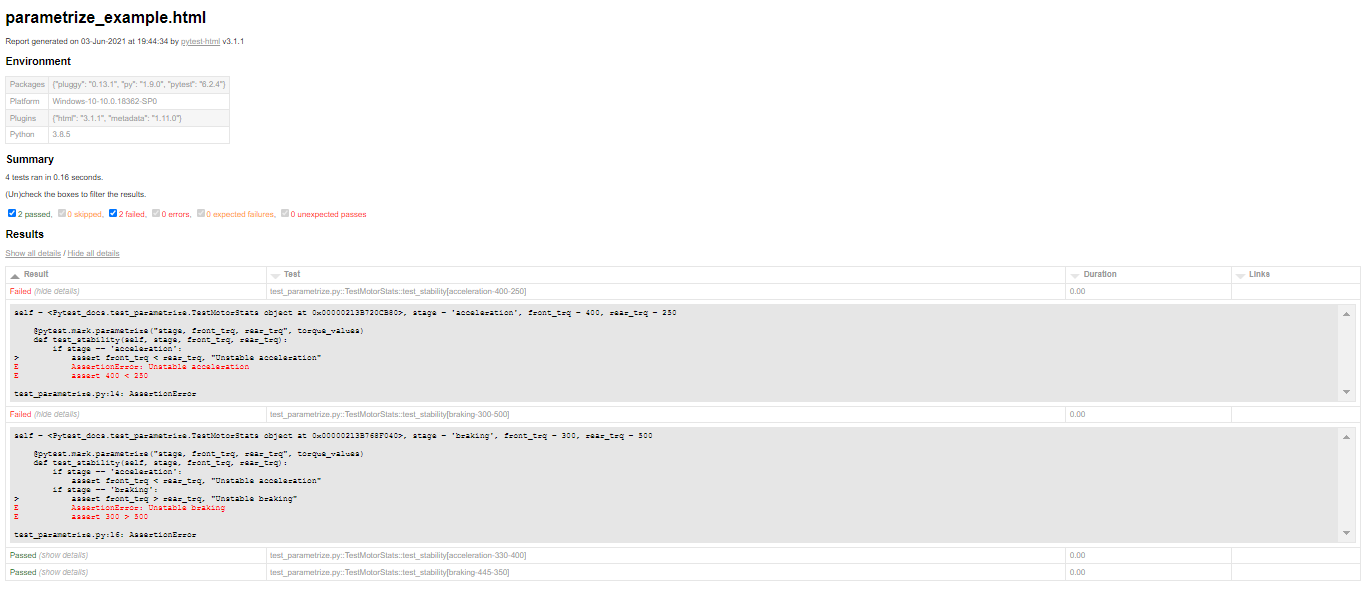 parametrize_example.html
Report generated on 03-Jun-2021 at 19:44:34 by pytest-html v3.1.1
Environment
Packages {"pluggy": "0.13.1", "py": "1.9.0", "pytest": "6.2.4"}
Platform Windows-10-10.0.18362-SP0
Plugins {"html": "3.1.1", "metadata": "1.11.0"}
Python 3.8.5
Summary
4 tests ran in 0.16 seconds.
(Un)check the boxes to filter the results.
2 passed, 0 skipped, 2 failed, 0 errors, 0 expected failures, 0 unexpected passes
Results
Show all details / Hide all details
Result Test Duration Links
Failed (hide details) test_parametrize.py::TestMotorStats::test_stability[acceleration-400-250] 0.00
self = <Pytest_docs.test_parametrize.TestMotorStats object at 0x00000213B720CB80>, stage = 'acceleration', front_trq = 400, rear_trq = 250
@pytest.mark.parametrize("stage, front_trq, rear_trq", torque_values)
def test_stability(self, stage, front_trq, rear_trq):
if stage == 'acceleration':
> assert front_trq < rear_trq, "Unstable acceleration"
E AssertionError: Unstable acceleration
E assert 400 < 250
test_parametrize.py:14: AssertionError
Failed (hide details) test_parametrize.py::TestMotorStats::test_stability[braking-300-500] 0.00
self = <Pytest_docs.test_parametrize.TestMotorStats object at 0x00000213B768F040>, stage = 'braking', front_trq = 300, rear_trq = 500
@pytest.mark.parametrize("stage, front_trq, rear_trq", torque_values)
def test_stability(self, stage, front_trq, rear_trq):
if stage == 'acceleration':
assert front_trq < rear_trq, "Unstable acceleration"
if stage == 'braking':
> assert front_trq > rear_trq, "Unstable braking"
E AssertionError: Unstable braking
E assert 300 > 500
test_parametrize.py:16: AssertionError
Passed (show details) test_parametrize.py::TestMotorStats::test_stability[acceleration-330-400] 0.00
Passed (show details) test_parametrize.py::TestMotorStats::test_stability[braking-445-350] 0.00